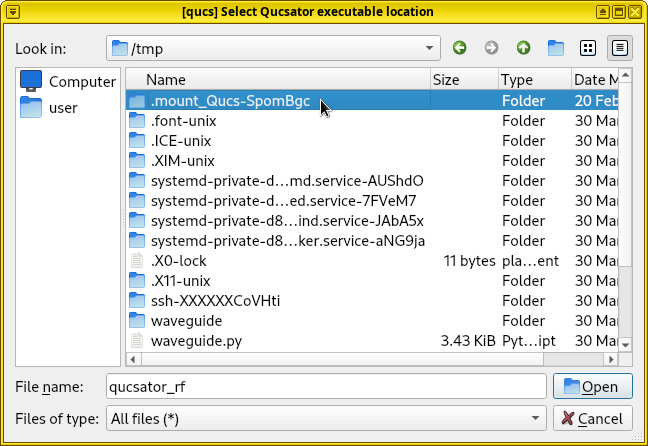 [qucs] Select Qucsator executable location
Look in: /tmp
Computer
user
Name Size Type Date M
.mount_Qucs-SpomBgc Folder 20 Feb
.font-unix Folder 30 Mar
.ICE-unix Folder 30 Mar
.XIM-unix Folder 30 Mar
systemd-private-d...md.service-AUShdO Folder 30 Mar
systemd-private-d...ed.service-7FVeM7 Folder 30 Mar
systemd-private-d8...ind.service-JAbA5x Folder 30 Mar
systemd-private-d8...ker.service-aNG9ja Folder 30 Mar
.X0-lock 11 bytes pla...ent 30 Mar
.X11-unix Folder 30 Mar
ssh-XXXXXXCoVHti Folder 30 Mar
waveguide Folder 30 Mar
waveguide.py 3.43 KiB Pyt...ipt 30 Mar
File name: qucsator_rf Open
Files of type: All files (*) Cancel